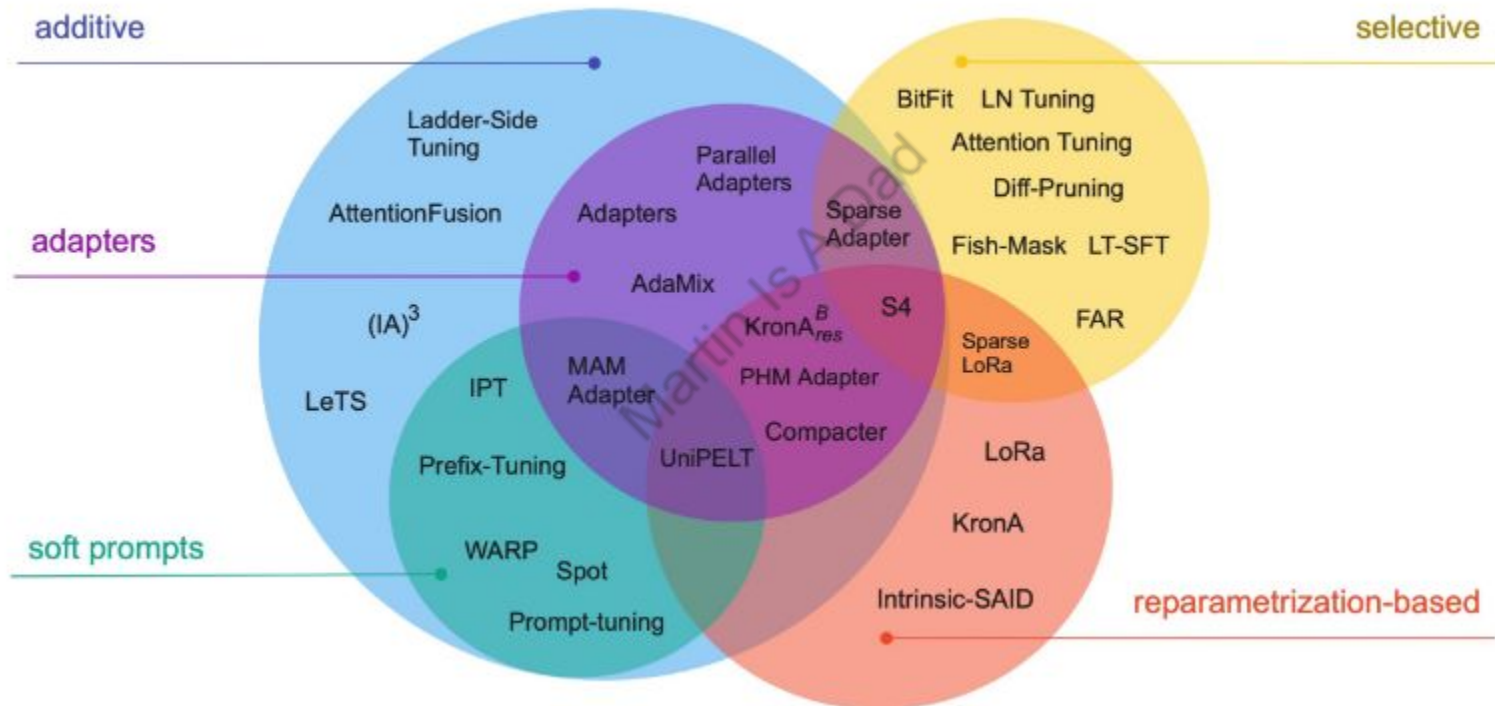 additive
selective
BitFit LN Tuning
Ladder-Side
Tuning
Attention Tuning
Parallel
Adapters
Diff-Pruning
AttentionFusion
Adapters
Sparse
Adapter
adapters
Fish-Mask LT-SFT
AdaMix
(IA)³
KronA^B_res
S4
FAR
Sparse
LoRa
MAM
Adapter
PHM Adapter
IPT
LeTS
Compacter
Prefix-Tuning
UniPELT
LoRa
KronA
soft prompts
WARP
Spot
Intrinsic-SAID
reparametrization-based
Prompt-tuning
Martin Is A Dad